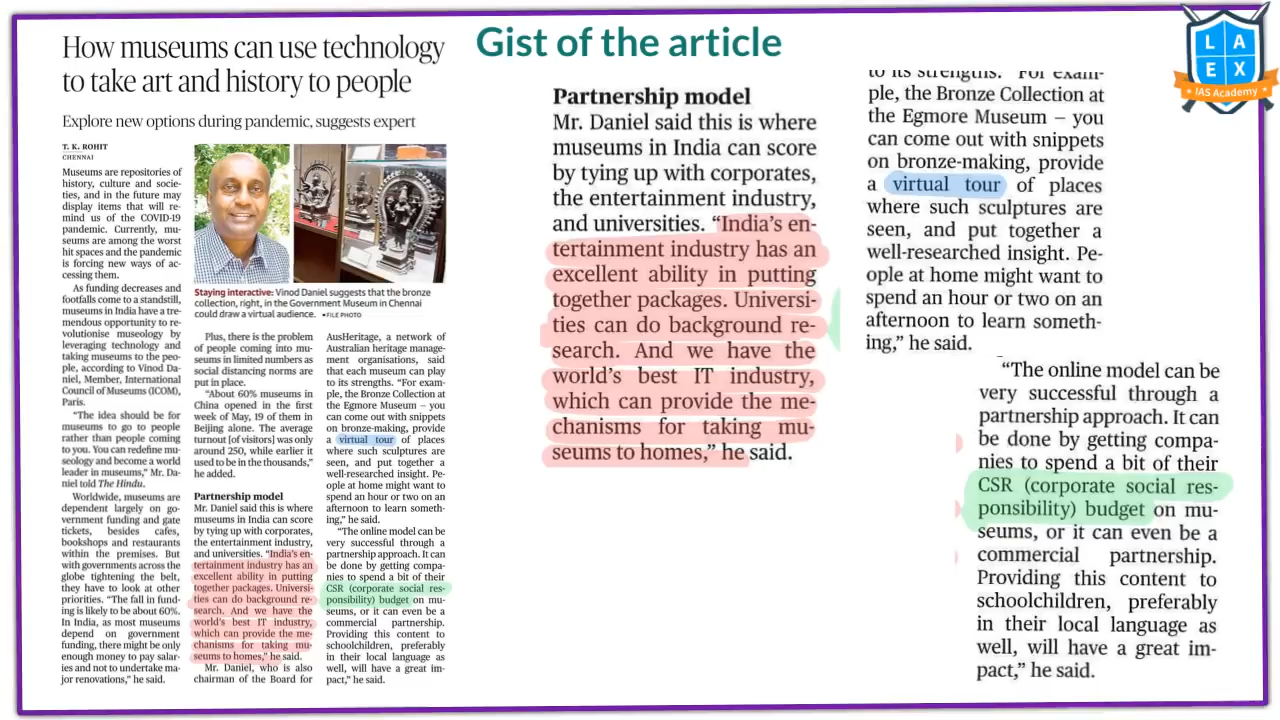 How museums can use technology
to take art and history to people
Explore new options during pandemic, suggests expert
T. K. ROHIT
CHENNAI
Museums are repositories of
history, culture and socie-
ties, and in the future may
display items that will re-
mind us of the COVID-19
pandemic. Currently, mu-
seums are among the worst
hit spaces and the pandemic
is forcing new ways of ac-
cessing them.
As funding decreases and
footfalls come to a standstill,
museums in India have a tre-
mendous opportunity to re-
volutionise museology by
leveraging technology and
taking museums to the peo-
ple, according to Vinod Da-
niel, Member, International
Council of Museums (ICOM),
Paris.
"The idea should be for
museums to go to people
rather than people coming
to you. You can redefine mu-
seology and become a world
leader in museums," Mr. Da-
niel told The Hindu.
Worldwide, museums are
dependent largely on go-
vernment funding and gate
tickets, besides cafes,
bookshops and restaurants
within the premises. But
with governments across the
globe tightening the belt,
they have to look at other
priorities. "The fall in fund-
ing is likely to be about 60%.
In India, as most museums
depend on government
funding, there might be only
enough money to pay salar-
ies and not to undertake ma-
jor renovations," he said.
Staying interactive: Vinod Daniel suggests that the bronze
collection, right, in the Government Museum in Chennai
could draw a virtual audience. • FILE PHOTO
Plus, there is the problem
of people coming into mu-
seums in limited numbers as
social distancing norms are
put in place.
"About 60% museums in
China opened in the first
week of May, 19 of them in
Beijing alone. The average
turnout [of visitors] was only
around 250, while earlier it
used to be in the thousands,"
he added.
Partnership model
Mr. Daniel said this is where
museums in India can score
by tying up with corporates,
the entertainment industry,
and universities. "India's en-
tertainment industry has an
excellent ability in putting
together packages. Universi-
ties can do background re-
search. And we have the
world's best IT industry,
which can provide the me-
chanisms for taking mu-
seums to homes," he said.
Mr. Daniel, who is also
chairman of the Board for
AusHeritage, a network of
Australian heritage manage-
ment organisations, said
that each museum can play
to its strengths. "For exam-
ple, the Bronze Collection at
the Egmore Museum – you
can come out with snippets
on bronze-making, provide
a virtual tour of places
where such sculptures are
seen, and put together a
well-researched insight. Pe-
ople at home might want to
spend an hour or two on an
afternoon to learn someth-
ing," he said.
"The online model can be
very successful through a
partnership approach. It can
be done by getting compa-
nies to spend a bit of their
CSR (corporate social res-
ponsibility) budget on mu-
seums, or it can even be a
commercial partnership.
Providing this content to
schoolchildren, preferably
in their local language as
well, will have a great im-
pact," he said.
Gist of the article
Partnership model
Mr. Daniel said this is where
museums in India can score
by tying up with corporates,
the entertainment industry,
and universities. "India's en-
tertainment industry has an
excellent ability in putting
together packages. Universi-
ties can do background re-
search. And we have the
world's best IT industry,
which can provide the me-
chanisms for taking mu-
seums to homes," he said.
to its strengths. "For exam-
ple, the Bronze Collection at
the Egmore Museum – you
can come out with snippets
on bronze-making, provide
a virtual tour of places
where such sculptures are
seen, and put together a
well-researched insight. Pe-
ople at home might want to
spend an hour or two on an
afternoon to learn someth-
ing," he said.
"The online model can be
very successful through a
partnership approach. It can
be done by getting compa-
nies to spend a bit of their
CSR (corporate social res-
ponsibility) budget on mu-
seums, or it can even be a
commercial partnership.
Providing this content to
schoolchildren, preferably
in their local language as
well, will have a great im-
pact," he said.
L A
E X
IAS Academy